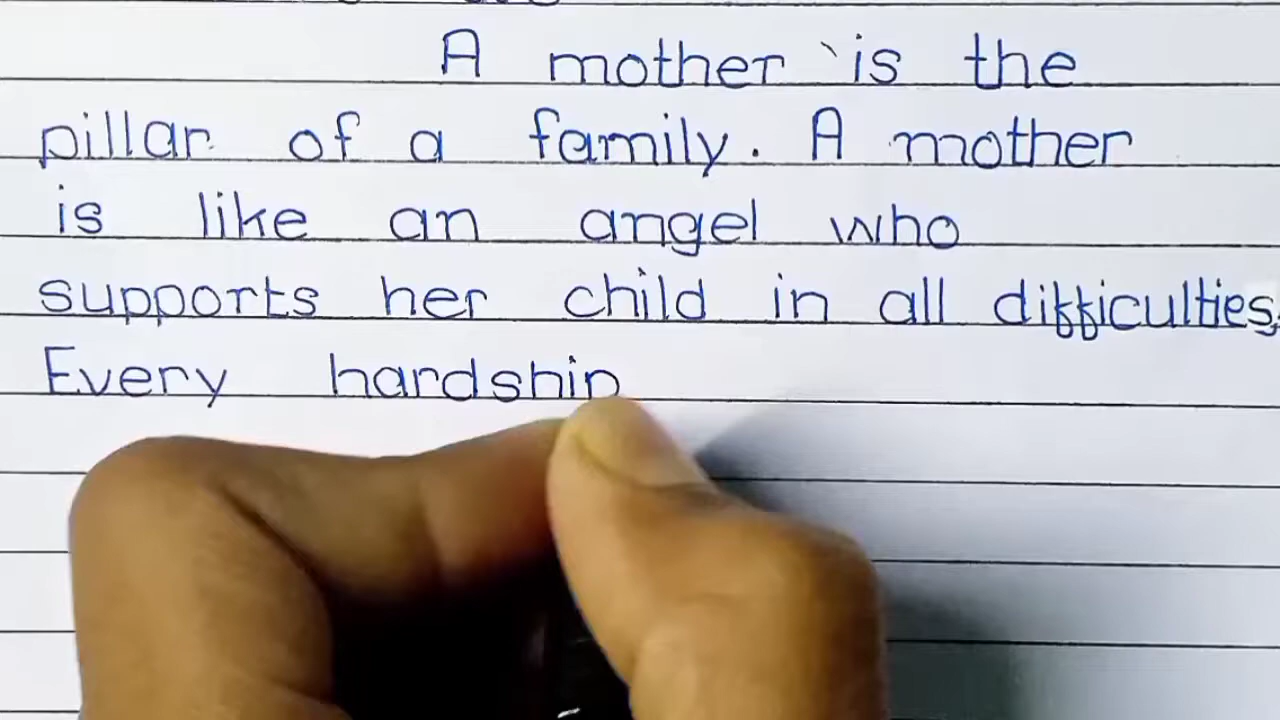 A mother is the
pillar of a family. A mother
is like an angel who
supports her child in all difficulties.
Every hardship